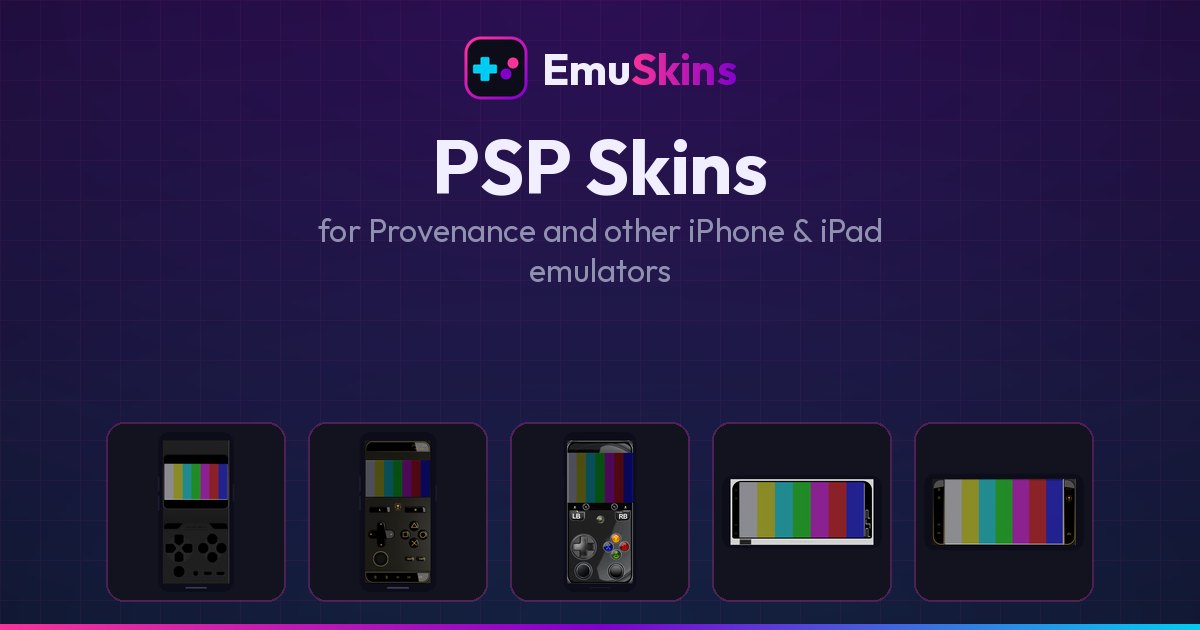 EmuSkins
PSP Skins
for Provenance and other iPhone & iPad
emulators
LB RB